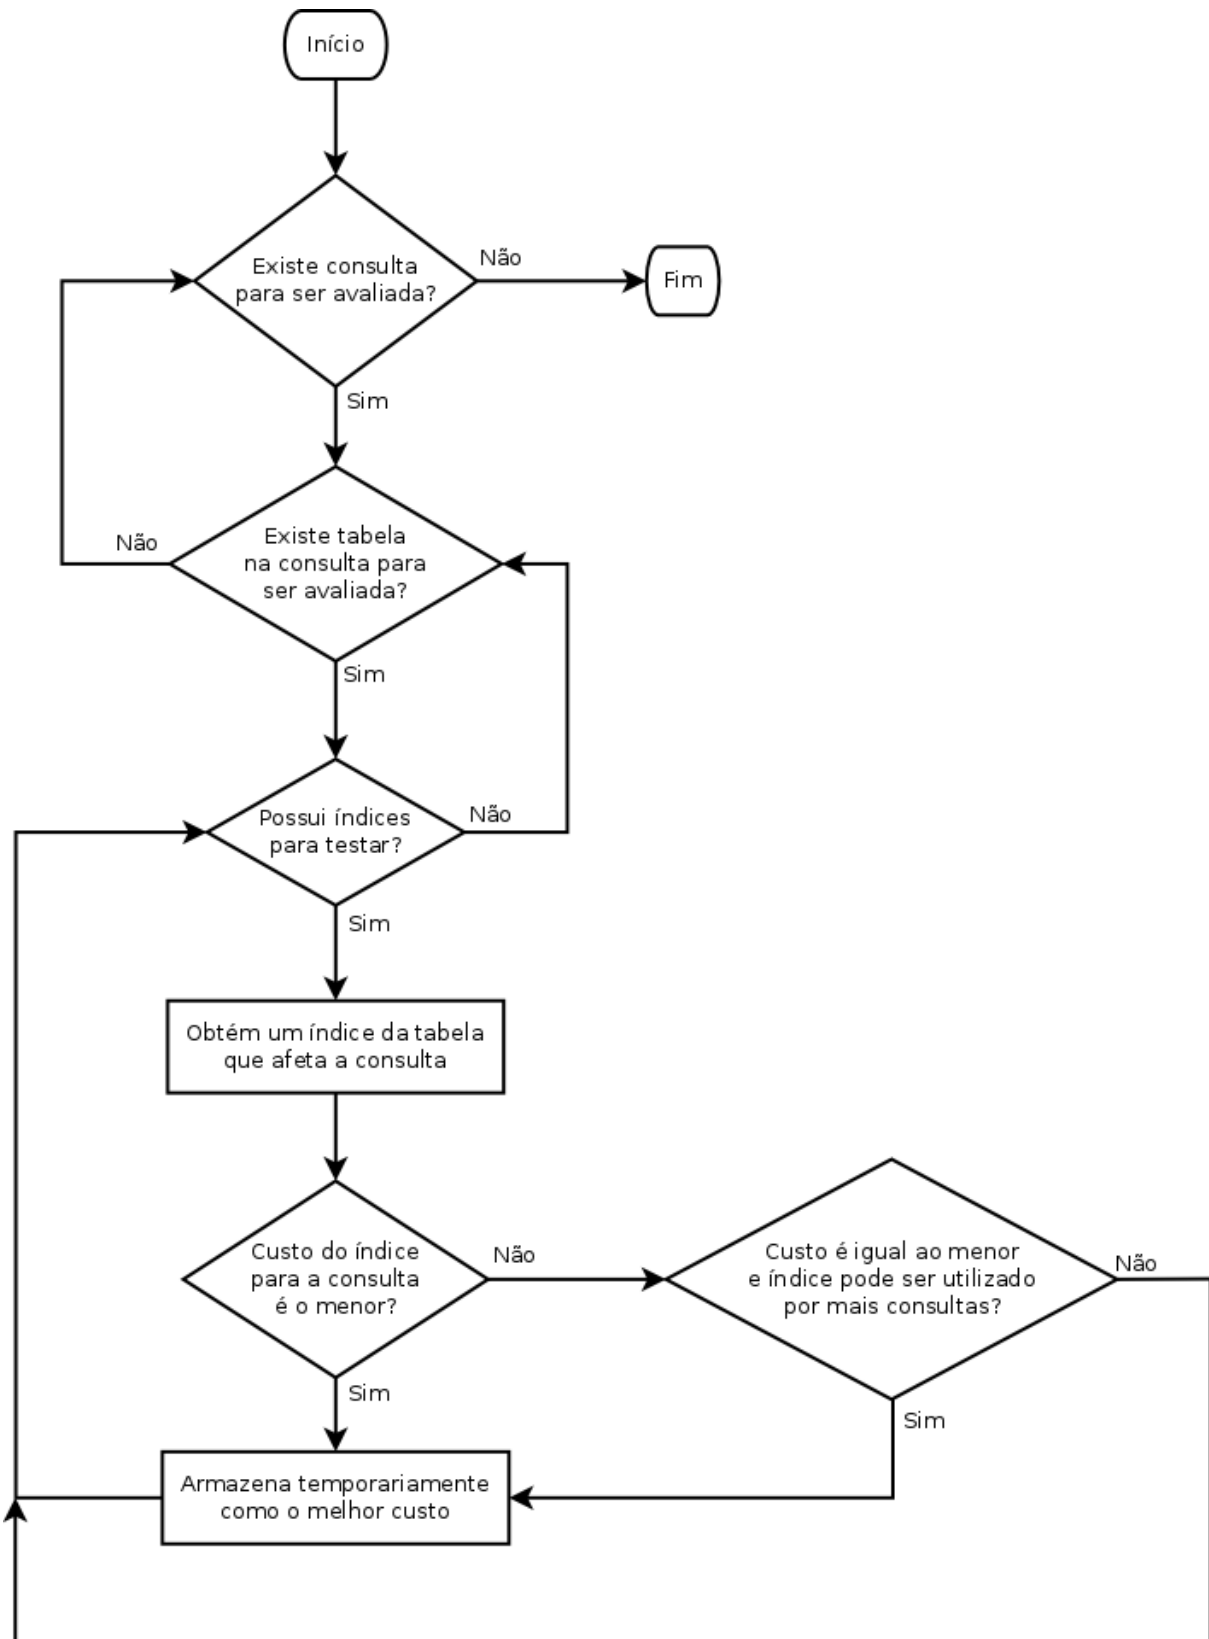 Início
Existe consulta
para ser avaliada?
Não
Fim
Sim
Existe tabela
na consulta para
ser avaliada?
Não
Sim
Possui índices
para testar?
Não
Sim
Obtém um índice da tabela
que afeta a consulta
Custo do índice
para a consulta
é o menor?
Não
Custo é igual ao menor
e índice pode ser utilizado
por mais consultas?
Não
Sim
Sim
Armazena temporariamente
como o melhor custo